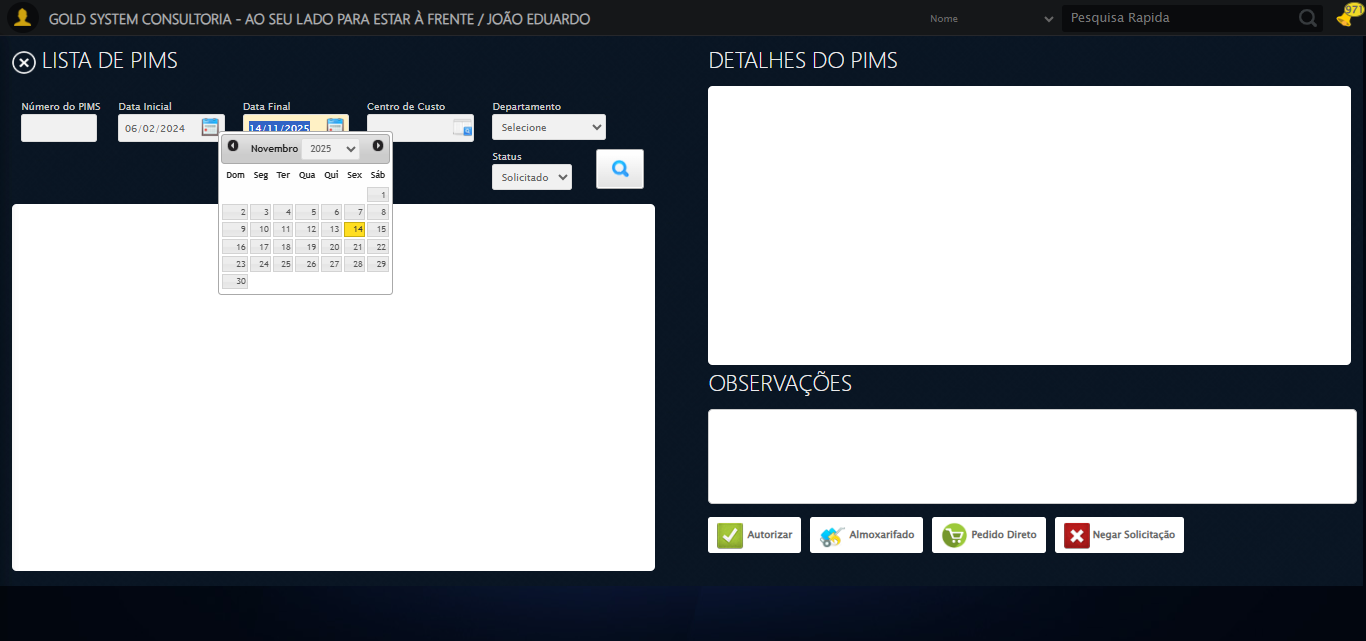 GOLD SYSTEM CONSULTORIA - AO SEU LADO PARA ESTAR À FRENTE / JOÃO EDUARDO
Nome
Pesquisa Rapida
971
LISTA DE PIMS
Número do PIMS
Data Inicial
Data Final
Centro de Custo
Departamento
06/02/2024
14/11/2025
Selecione
Status
Solicitado
Novembro 2025
Dom Seg Ter Qua Qui Sex Sáb
1
2 3 4 5 6 7 8
9 10 11 12 13 14 15
16 17 18 19 20 21 22
23 24 25 26 27 28 29
30
DETALHES DO PIMS
OBSERVAÇÕES
Autorizar
Almoxarifado
Pedido Direto
Negar Solicitação